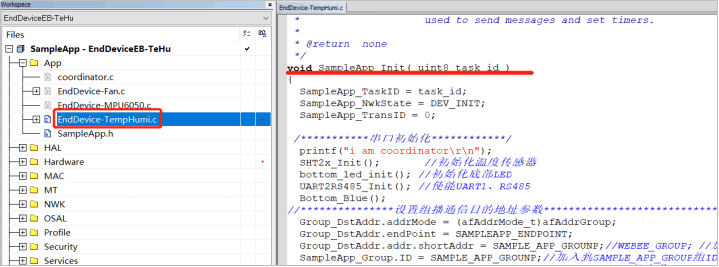 Workspace
EndDeviceEB-TeHu
Files
SampleApp - EndDeviceEB-TeHu
App
coordinator.c
EndDevice-Fan.c
EndDevice-MPU6050.c
EndDevice-TempHumi.c
SampleApp.h
HAL
Hardware
MAC
MT
NWK
OSAL
Profile
Security
Services
EndDevice-TempHumi.c
* used to send messages and set timers.
*
* @return none
*/
void SampleApp_Init( uint8 task_id )
{
SampleApp_TaskID = task_id;
SampleApp_NwkState = DEV_INIT;
SampleApp_TransID = 0;
/***********串口初始化************/
printf("i am coordinator\r\n");
SHT2x_Init(); //初始化温度传感器
bottom_led_init(); //初始化底部LED
UART2RS485_Init(); //使能UART1、RS485
Bottom_Blue();
//***************设置组播通信目的地址参数***************************
Group_DstAddr.addrMode = (afAddrMode_t)afAddrGroup;
Group_DstAddr.endPoint = SAMPLEAPP_ENDPOINT;
Group_DstAddr.addr.shortAddr = SAMPLE_APP_GROUNP;//WEBEE_GROUP; //
SampleApp_Group.ID = SAMPLE_APP_GROUNP;//加入到SAMPLE_APP_GROUP组ID